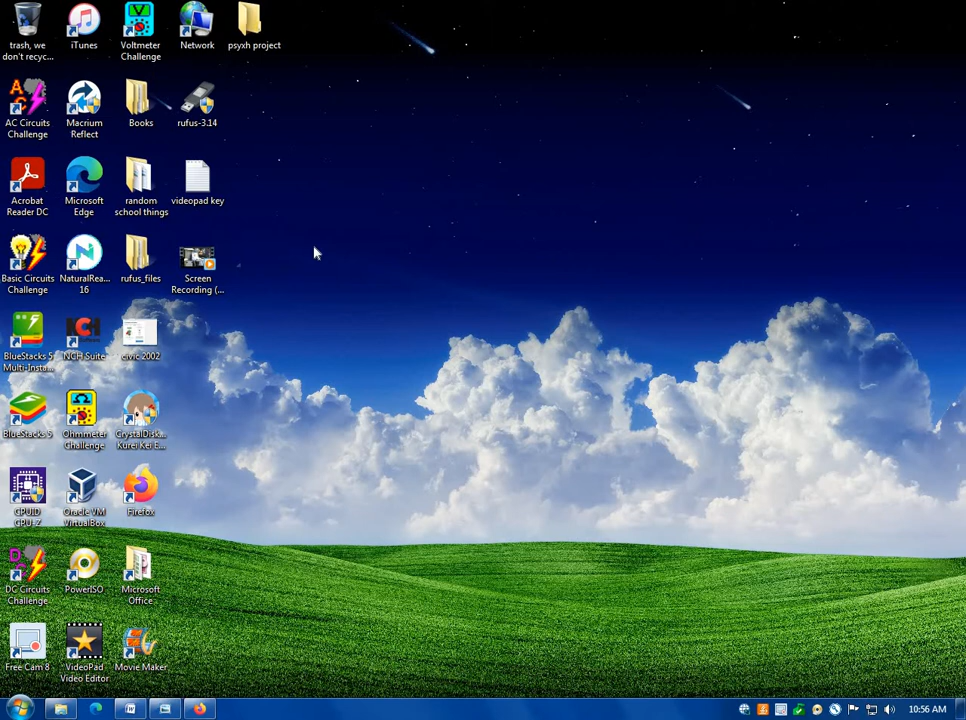 trash, we
don't recyc...
iTunes
Voltmeter
Challenge
Network
psyxh project
AC Circuits
Challenge
Macrium
Reflect
Books
rufus-3.14
Acrobat
Reader DC
Microsoft
Edge
random
school things
videopad key
Basic Circuits
Challenge
NaturalRea...
16
rufus_files
Screen
Recording (...
BlueStacks 5
Multi-Insta...
NCH Suite
civic 2002
BlueStacks 5
Ohmmeter
Challenge
CrystalDisk...
Kurei Kei E...
CPUID
CPU-Z
Oracle VM
VirtualBox
Firefox
DC Circuits
Challenge
PowerISO
Microsoft
Office
Free Cam 8
VideoPad
Video Editor
Movie Maker
10:56 AM